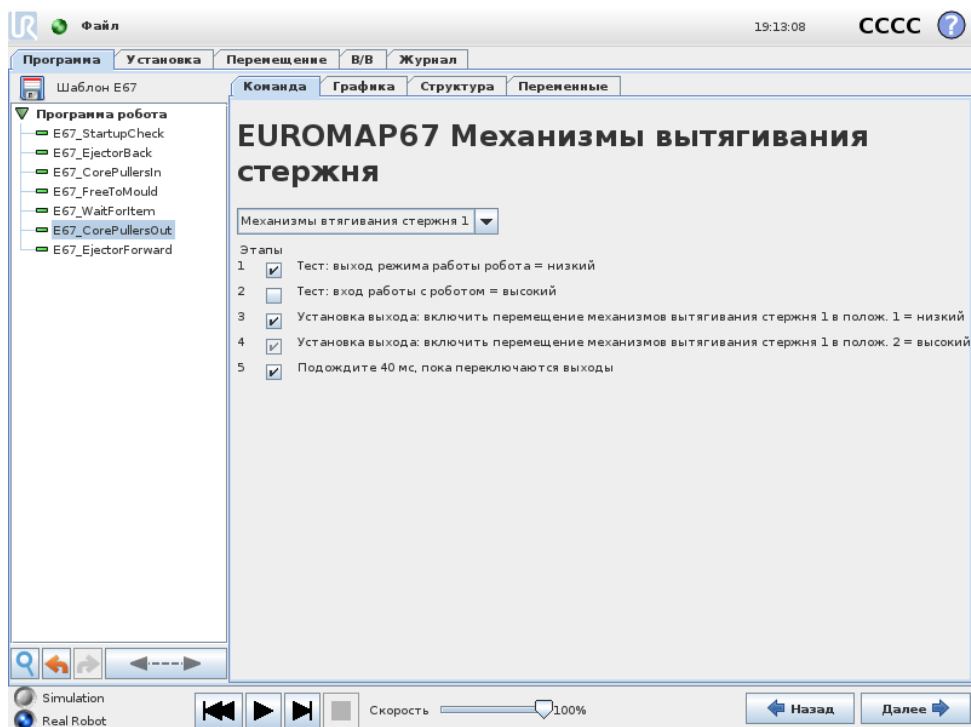 UR Файл 19:13:08 CCCC ?
Программа Установка Перемещение В/В Журнал
Шаблон E67
Команда Графика Структура Переменные
Программа робота
E67_StartupCheck
E67_EjectorBack
E67_CorePullersIn
E67_FreeToMould
E67_WaitForItem
E67_CorePullersOut
E67_EjectorForward
EUROMAP67 Механизмы вытягивания
стержня
Механизмы втягивания стержня 1
Этапы
1 Тест: выход режима работы робота = низкий
2 Тест: вход работы с роботом = высокий
3 Установка выхода: включить перемещение механизмов вытягивания стержня 1 в полож. 1 = низкий
4 Установка выхода: включить перемещение механизмов вытягивания стержня 1 в полож. 2 = высокий
5 Подождите 40 мс, пока переключаются выходы
Simulation
Real Robot
Скорость 100%
Назад Далее